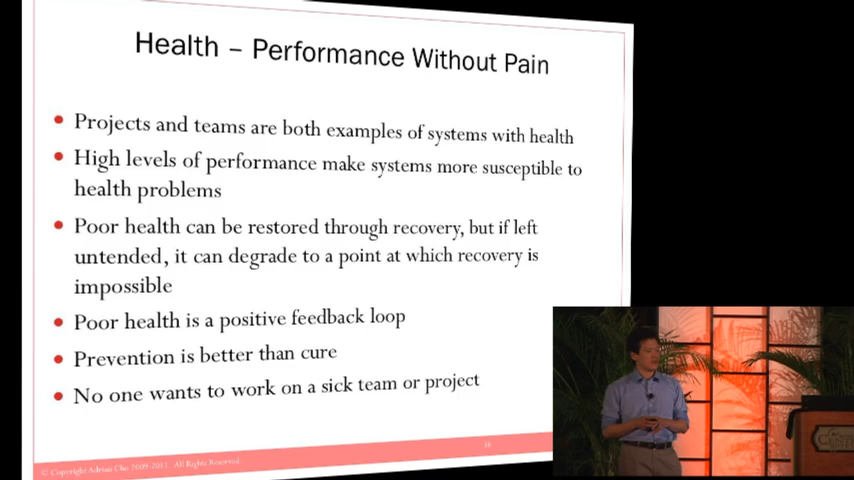 Health – Performance Without Pain
Projects and teams are both examples of systems with health
High levels of performance make systems more susceptible to
health problems
Poor health can be restored through recovery, but if left
untended, it can degrade to a point at which recovery is
impossible
Poor health is a positive feedback loop
Prevention is better than cure
No one wants to work on a sick team or project
© Copyright Adrian Cho 2009-2011. All Rights Reserved.